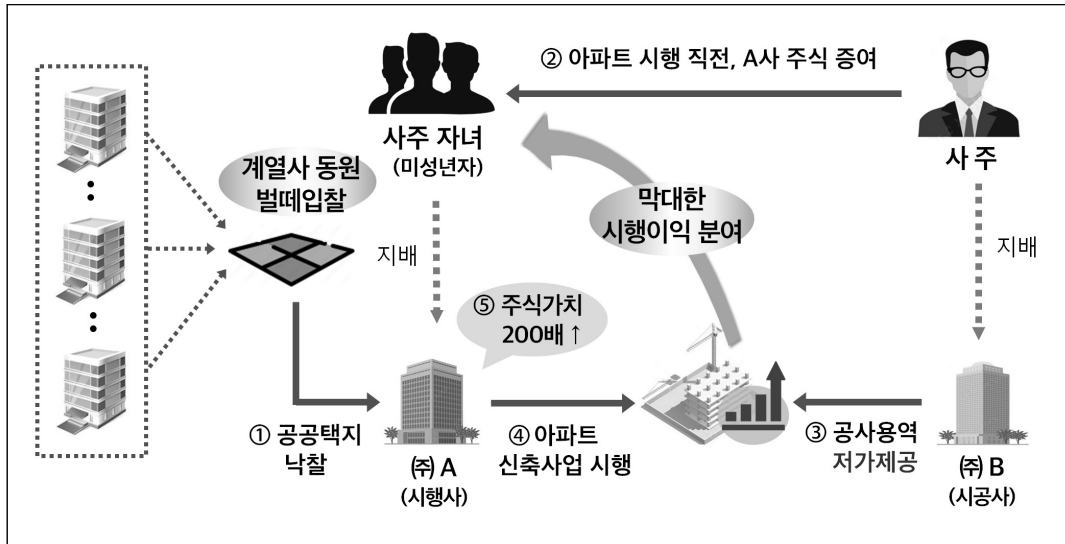 ② 아파트 시행 직전, A사 주식 증여
사주 자녀
(미성년자)
사 주
계열사 동원
벌떼입찰
막대한
시행이익 분여
지배
지배
⑤ 주식가치
200배 ↑
① 공공택지
낙찰
㈜ A
(시행사)
④ 아파트
신축사업 시행
③ 공사용역
저가제공
㈜ B
(시공사)